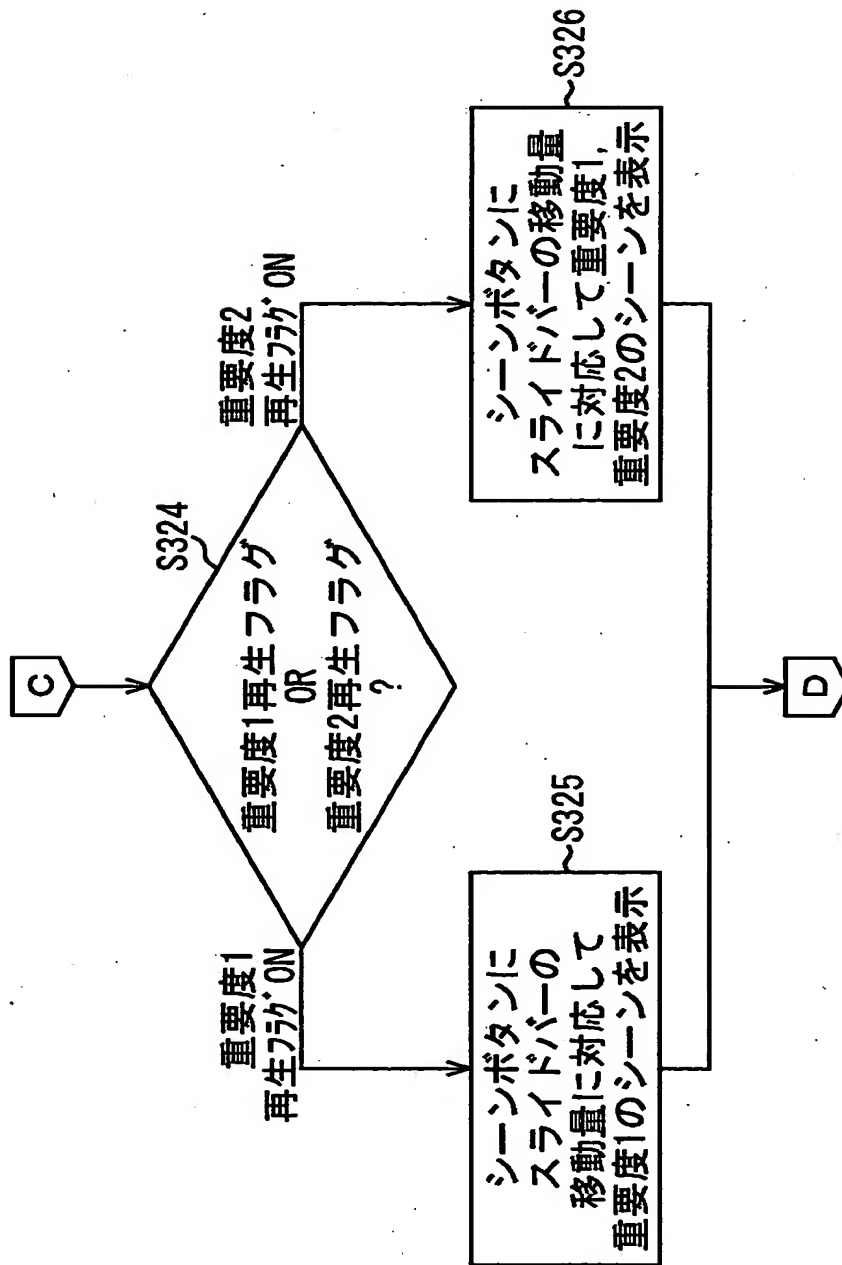 C
S324
重要度1再生フラグ
OR
重要度2再生フラグ
?
重要度1
再生フラグON
重要度2
再生フラグON
シーンボタンに
スライドバーの
移動量に対応して
重要度1のシーンを表示
~S325
シーンボタンに
スライドバーの移動量
に対応して重要度1,
重要度2のシーンを表示
~S326
D